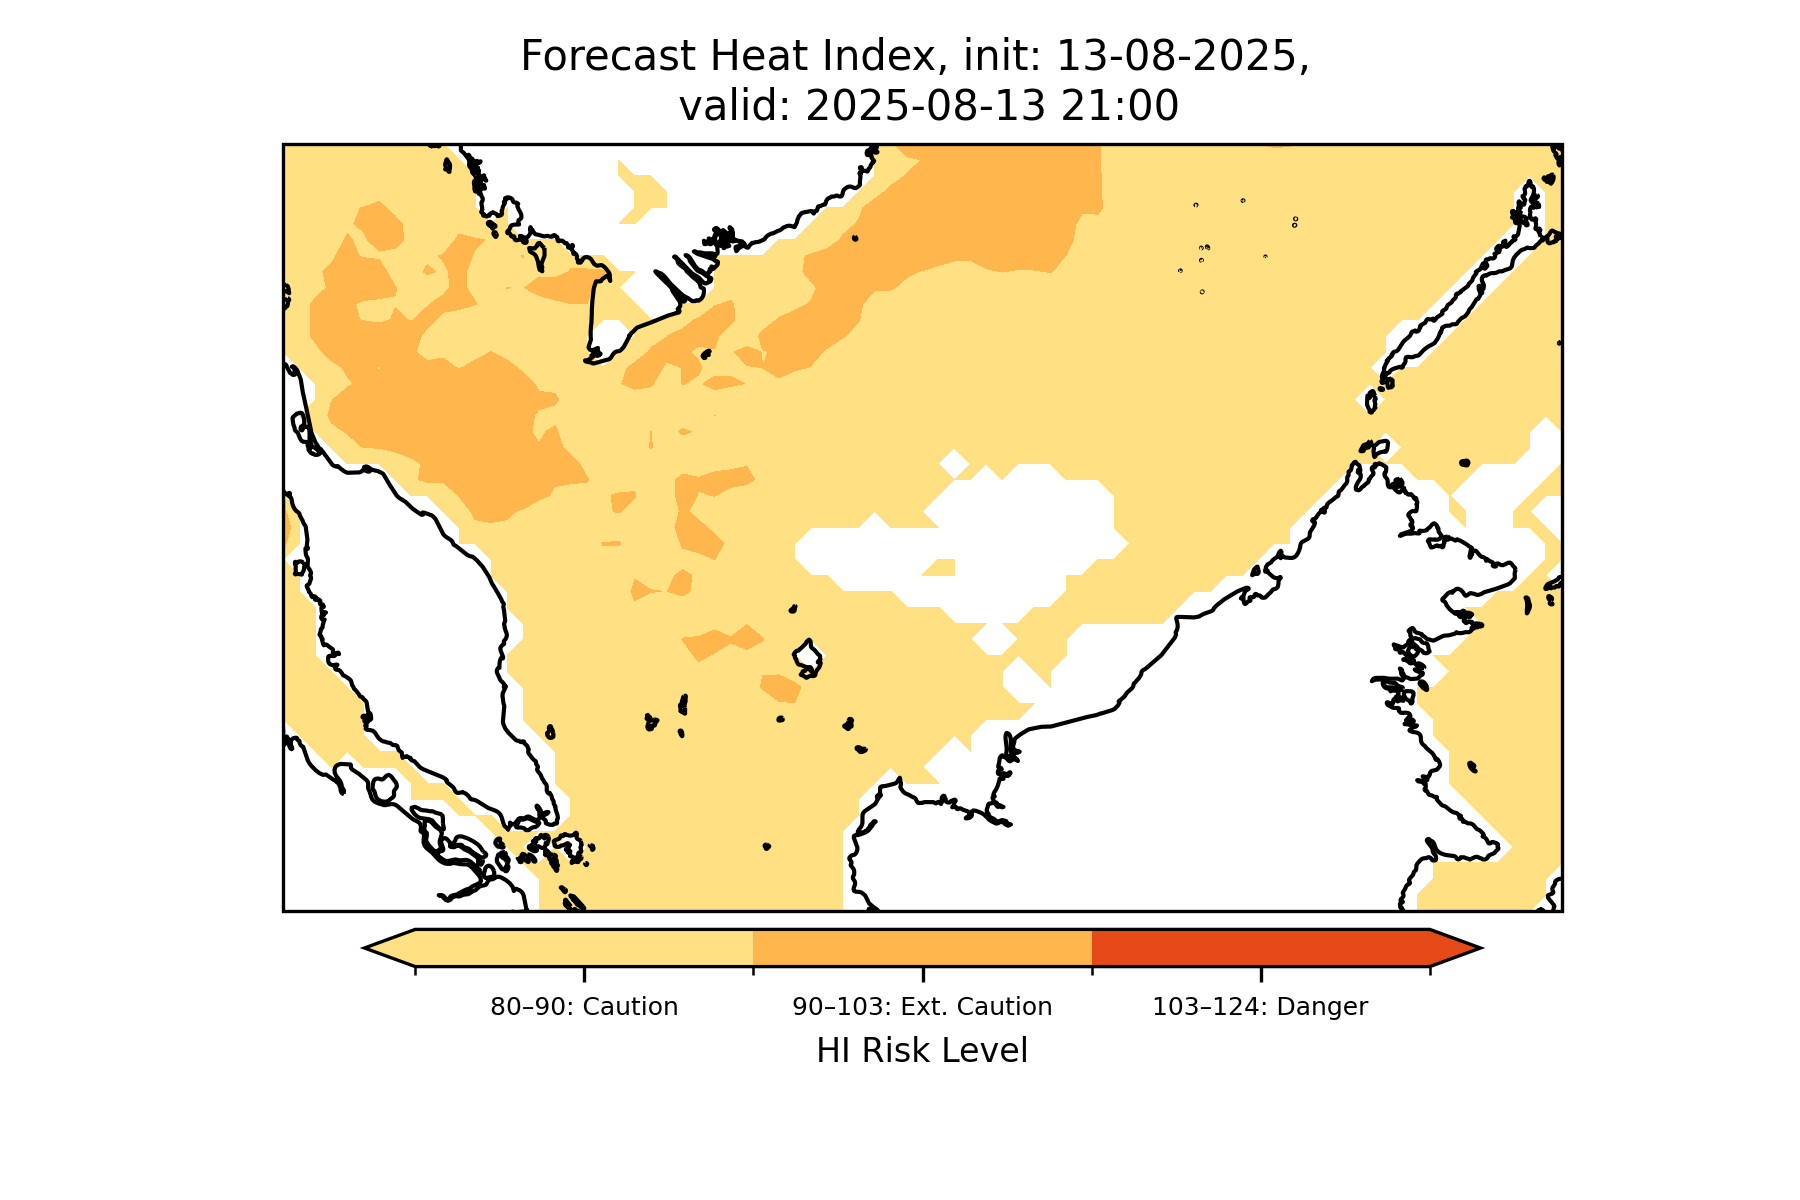 Forecast Heat Index, init: 13-08-2025,
valid: 2025-08-13 21:00
80–90: Caution
90–103: Ext. Caution
103–124: Danger
HI Risk Level